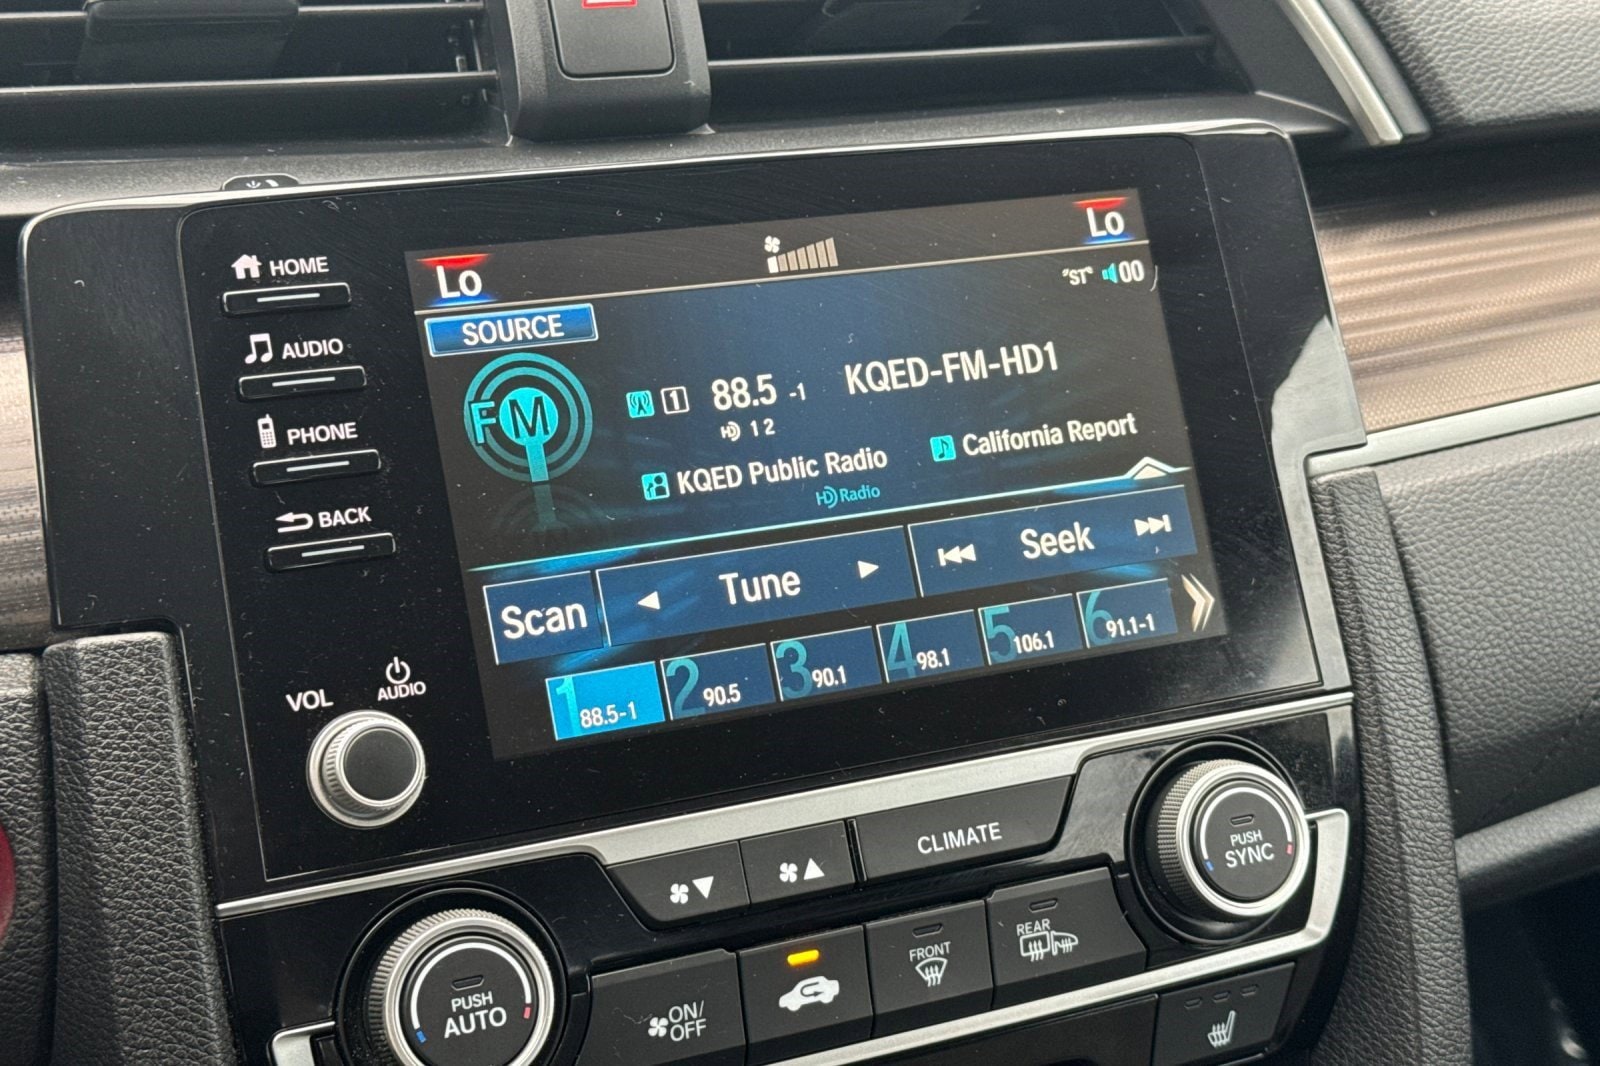 HOME
AUDIO
PHONE
BACK
VOL
AUDIO
Lo
Lo
"ST" 00
SOURCE
FM
1 88.5 -1 KQED-FM-HD1
HD 1 2
KQED Public Radio California Report
HD Radio
Scan Tune Seek
1 88.5-1
2 90.5
3 90.1
4 98.1
5 106.1
6 91.1-1
CLIMATE
PUSH
SYNC
PUSH
AUTO
ON/
OFF
FRONT
REAR